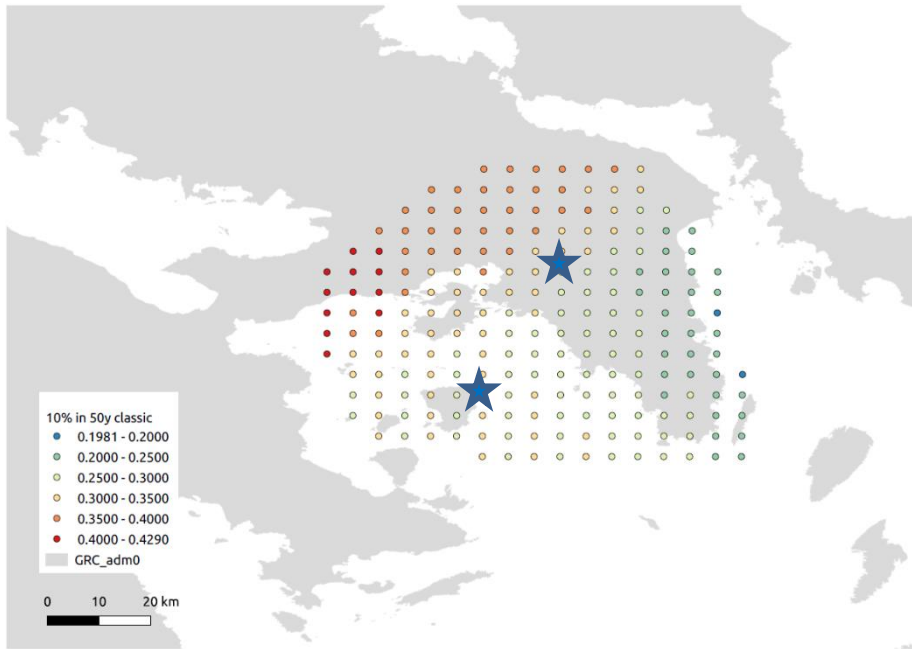 10% in 50y classic
0.1981 - 0.2000
0.2000 - 0.2500
0.2500 - 0.3000
0.3000 - 0.3500
0.3500 - 0.4000
0.4000 - 0.4290
GRC_adm0
0 10 20 km